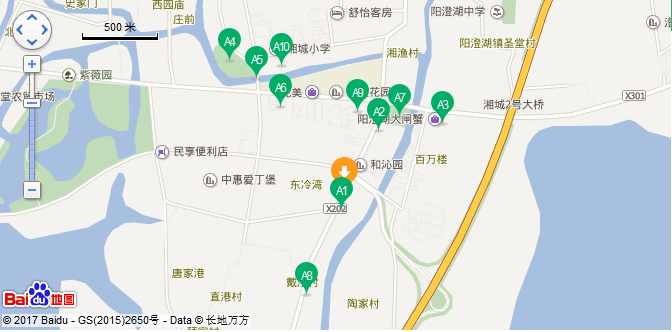 史家门
西园庙
庄前
500 米
舒怡客房
阳澄湖中学
湘城小学
湘渔村
阳澄湖镇圣堂村
A4
A10
A5
紫薇园
A6
美
A9
花园
A7
A3
湘城2号大桥
X301
堂农贸市场
A2
阳澄湖大闸蟹
民享便利店
和沁园
百万楼
中惠爱丁堡
东冷湾
A1
X202
唐家港
A8
戴
直港村
陶家村
Baidu地图
© 2017 Baidu - GS(2015)2650号 - Data © 长地万方